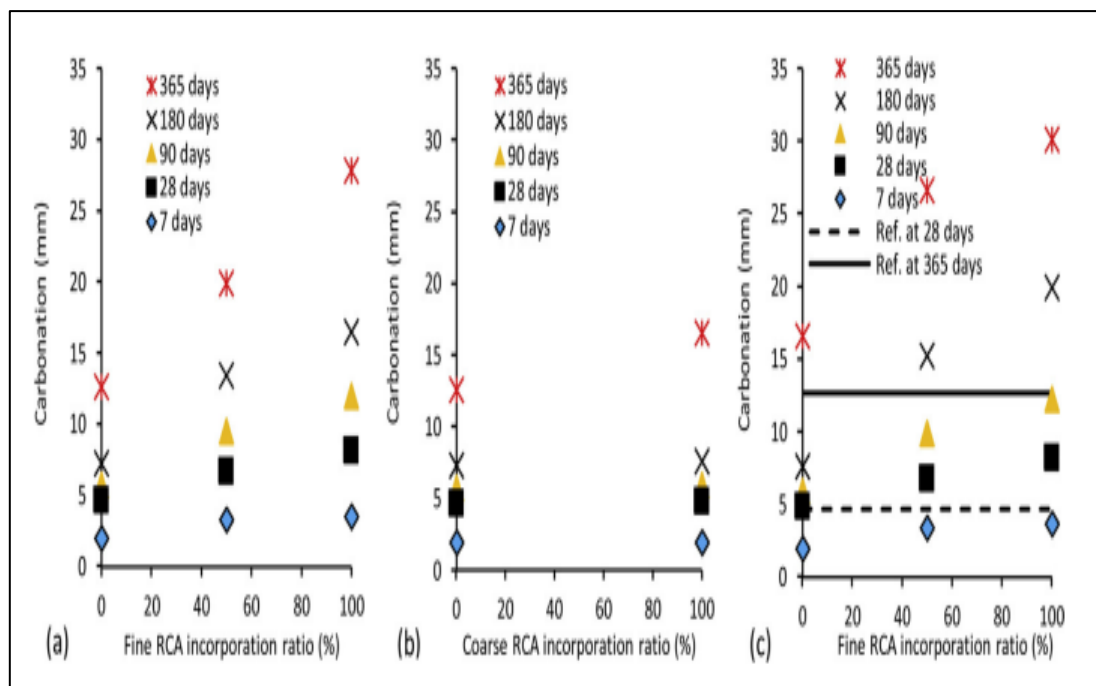 35
30
25
20
15
10
5
0
Carbonation (mm)
365 days
180 days
90 days
28 days
7 days
0 20 40 60 80 100
(a) Fine RCA incorporation ratio (%)
35
30
25
20
15
10
5
0
Carbonation (mm)
365 days
180 days
90 days
28 days
7 days
0 20 40 60 80 100
(b) Coarse RCA incorporation ratio (%)
35
30
25
20
15
10
5
0
Carbonation (mm)
365 days
180 days
90 days
28 days
7 days
Ref. at 28 days
Ref. at 365 days
0 20 40 60 80 100
(c) Fine RCA incorporation ratio (%)